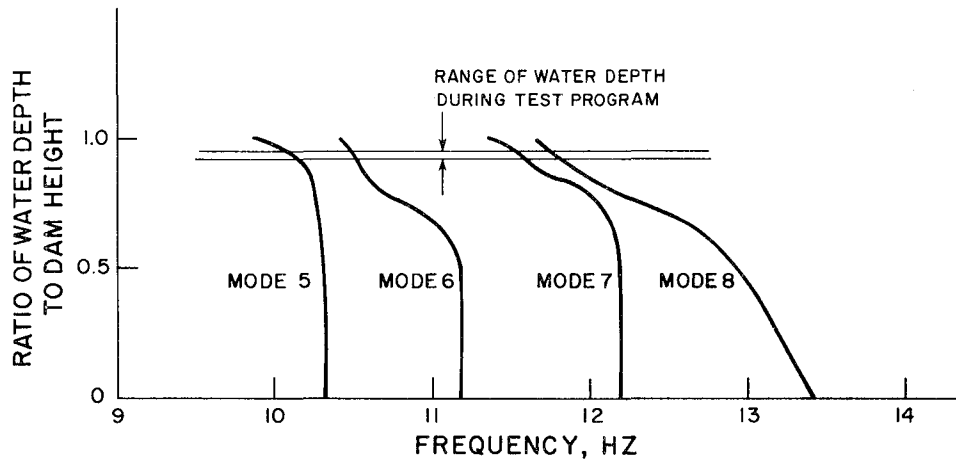 RANGE OF WATER DEPTH
DURING TEST PROGRAM
RATIO OF WATER DEPTH
TO DAM HEIGHT
1.0
0.5
0
MODE 5
MODE 6
MODE 7
MODE 8
9
10
11
12
13
14
FREQUENCY, HZ